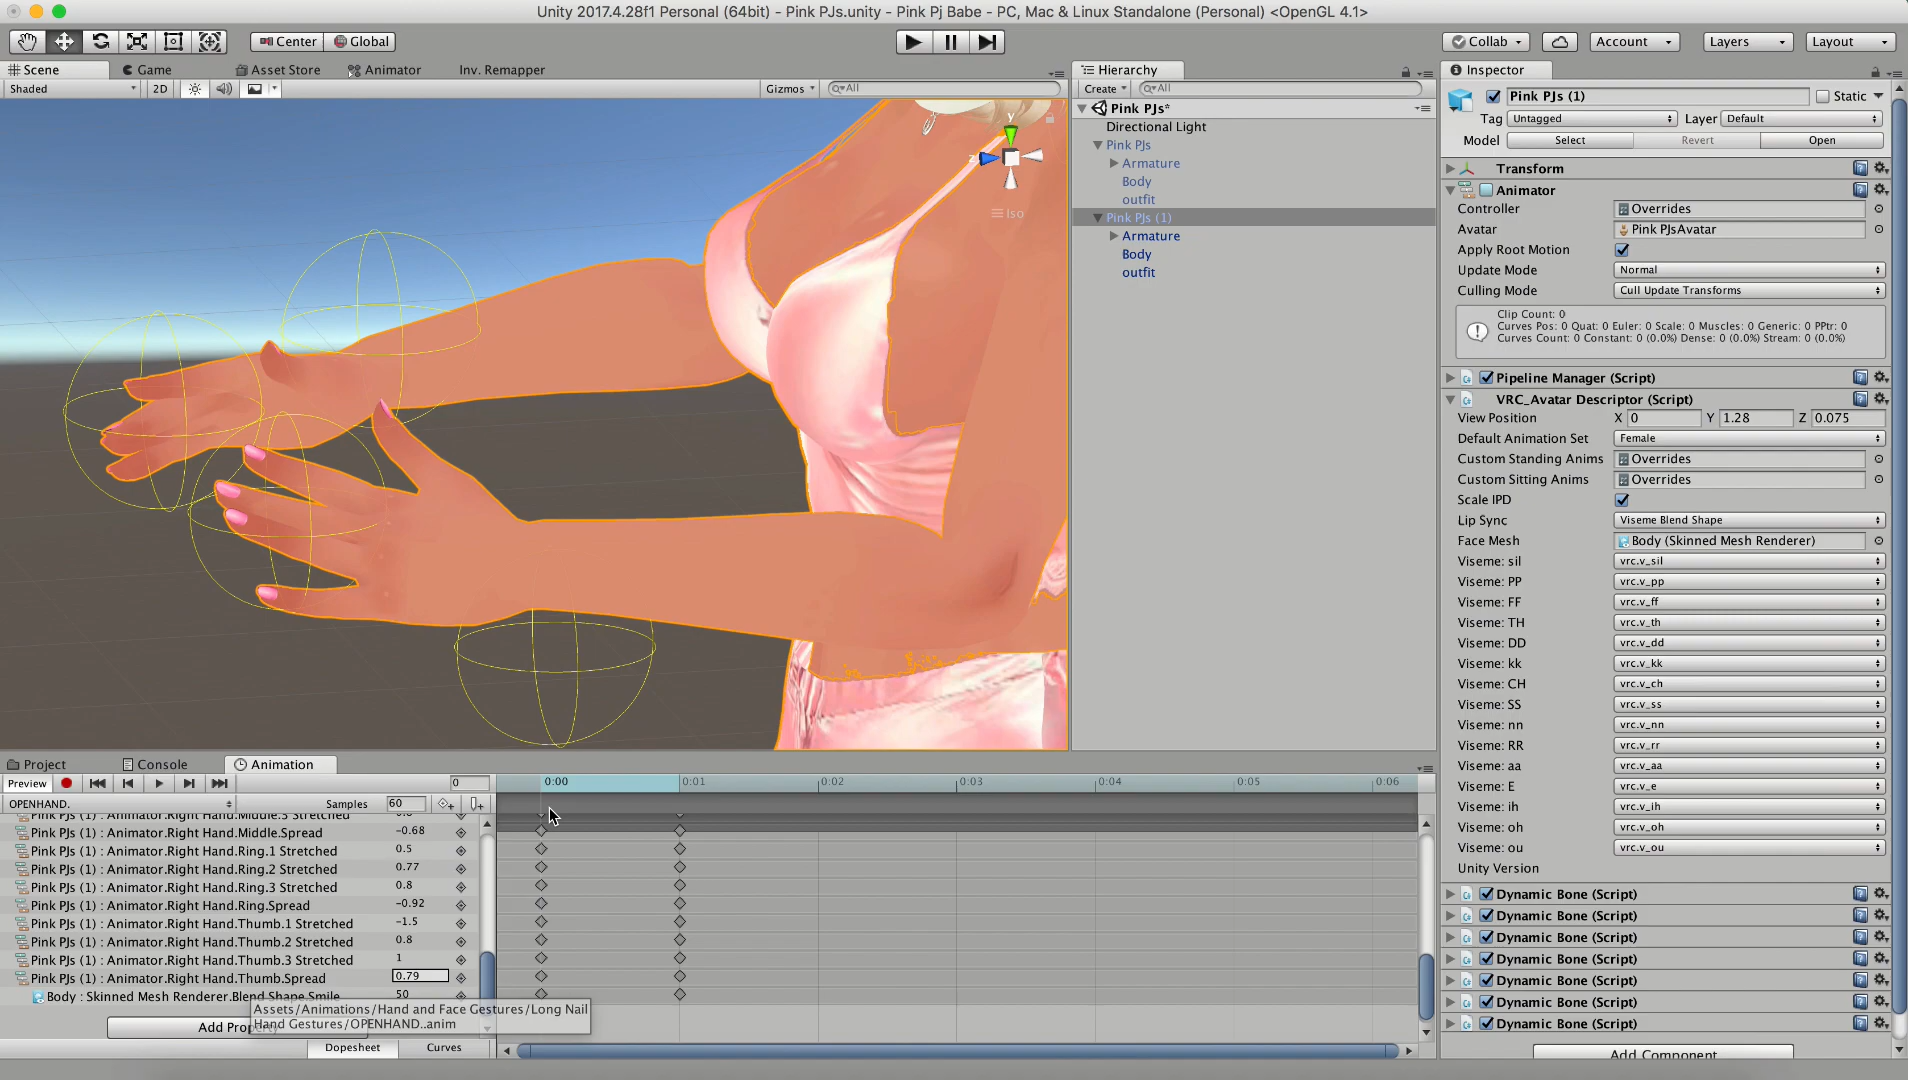 Unity 2017.4.28f1 Personal (64bit) - Pink PJs.unity - Pink Pj Babe - PC, Mac & Linux Standalone (Personal) <OpenGL 4.1>
Center Global
Collab Account Layers Layout
Scene Game Asset Store Animator Inv. Remapper
Shaded 2D Gizmos All
y
z
Iso
Hierarchy
Create All
Pink PJs*
Directional Light
Pink PJs
Armature
Body
outfit
Pink PJs (1)
Armature
Body
outfit
Inspector
Pink PJs (1) Static
Tag Untagged Layer Default
Model Select Revert Open
Transform
Animator
Controller Overrides
Avatar Pink PJsAvatar
Apply Root Motion
Update Mode Normal
Culling Mode Cull Update Transforms
Clip Count: 0
Curves Pos: 0 Quat: 0 Euler: 0 Scale: 0 Muscles: 0 Generic: 0 PPtr: 0
Curves Count: 0 Constant: 0 (0.0%) Dense: 0 (0.0%) Stream: 0 (0.0%)
Pipeline Manager (Script)
VRC_Avatar Descriptor (Script)
View Position X 0 Y 1.28 Z 0.075
Default Animation Set Female
Custom Standing Anims Overrides
Custom Sitting Anims Overrides
Scale IPD
Lip Sync Viseme Blend Shape
Face Mesh Body (Skinned Mesh Renderer)
Viseme: sil vrc.v_sil
Viseme: PP vrc.v_pp
Viseme: FF vrc.v_ff
Viseme: TH vrc.v_th
Viseme: DD vrc.v_dd
Viseme: kk vrc.v_kk
Viseme: CH vrc.v_ch
Viseme: SS vrc.v_ss
Viseme: nn vrc.v_nn
Viseme: RR vrc.v_rr
Viseme: aa vrc.v_aa
Viseme: E vrc.v_e
Viseme: ih vrc.v_ih
Viseme: oh vrc.v_oh
Viseme: ou vrc.v_ou
Unity Version
Dynamic Bone (Script)
Dynamic Bone (Script)
Dynamic Bone (Script)
Dynamic Bone (Script)
Dynamic Bone (Script)
Dynamic Bone (Script)
Dynamic Bone (Script)
Add Component
Project Console Animation
Preview 0 0:00 0:01 0:02 0:03 0:04 0:05 0:06
OPENHAND. Samples 60
Pink PJs (1) : Animator.Right Hand.Middle.3 Stretched
Pink PJs (1) : Animator.Right Hand.Middle.Spread -0.68
Pink PJs (1) : Animator.Right Hand.Ring.1 Stretched 0.5
Pink PJs (1) : Animator.Right Hand.Ring.2 Stretched 0.77
Pink PJs (1) : Animator.Right Hand.Ring.3 Stretched 0.8
Pink PJs (1) : Animator.Right Hand.Ring.Spread -0.92
Pink PJs (1) : Animator.Right Hand.Thumb.1 Stretched -1.5
Pink PJs (1) : Animator.Right Hand.Thumb.2 Stretched 0.8
Pink PJs (1) : Animator.Right Hand.Thumb.3 Stretched 1
Pink PJs (1) : Animator.Right Hand.Thumb.Spread 0.79
Body : Skinned Mesh Renderer.Blend Shape.Smile 50
Assets/Animations/Hand and Face Gestures/Long Nail
Hand Gestures/OPENHAND..anim
Add Prop
Dopesheet Curves